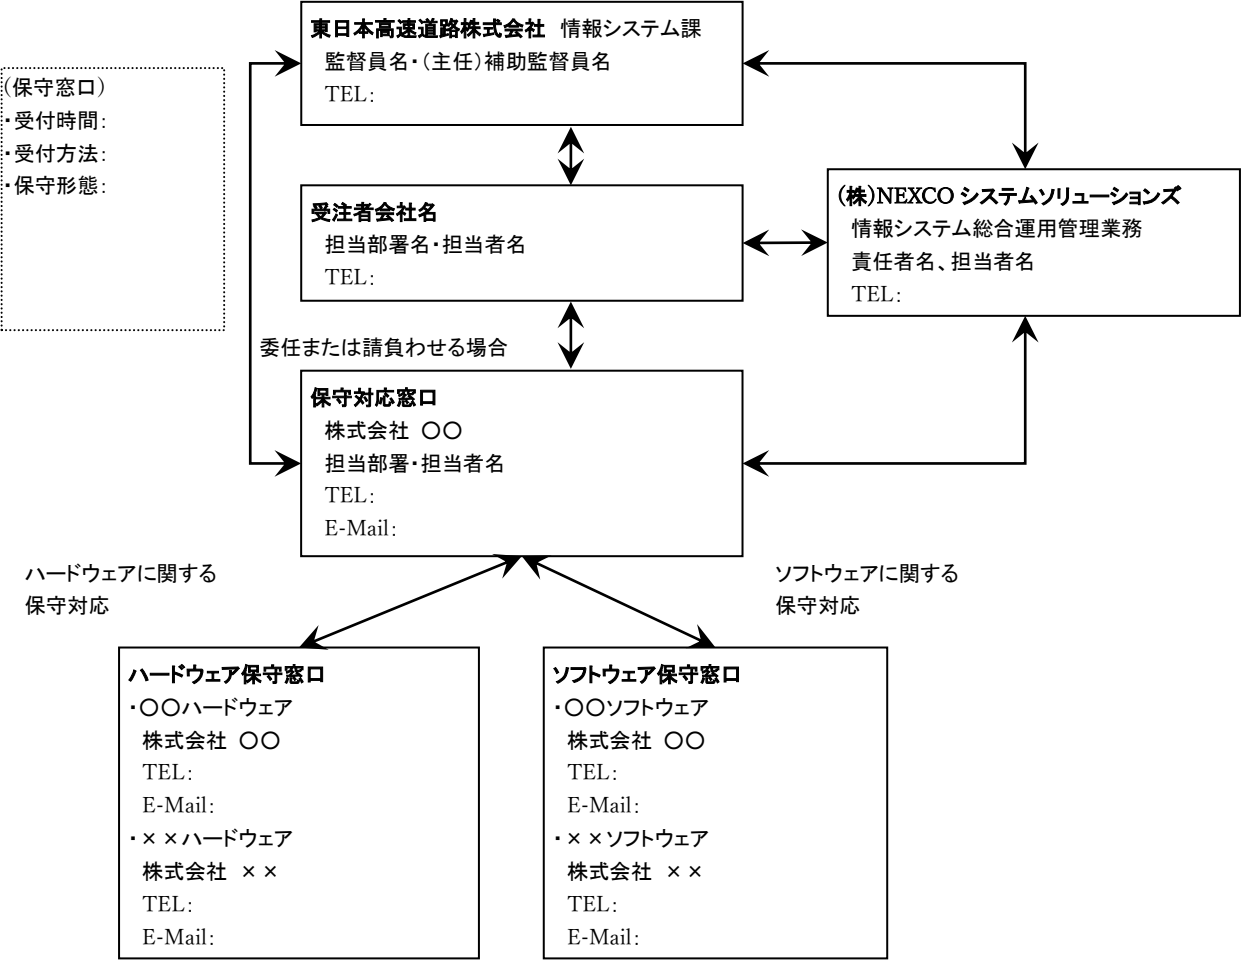 東日本高速道路株式会社 情報システム課
監督員名・(主任)補助監督員名
TEL:
(保守窓口)
・受付時間:
・受付方法:
・保守形態:
受注者会社名
担当部署名・担当者名
TEL:
(株)NEXCO システムソリューションズ
情報システム総合運用管理業務
責任者名、担当者名
TEL:
委任または請負わせる場合
保守対応窓口
株式会社 〇〇
担当部署・担当者名
TEL:
E-Mail:
ハードウェアに関する
保守対応
ソフトウェアに関する
保守対応
ハードウェア保守窓口
・〇〇ハードウェア
株式会社 〇〇
TEL:
E-Mail:
・××ハードウェア
株式会社 ××
TEL:
E-Mail:
ソフトウェア保守窓口
・〇〇ソフトウェア
株式会社 〇〇
TEL:
E-Mail:
・××ソフトウェア
株式会社 ××
TEL:
E-Mail: